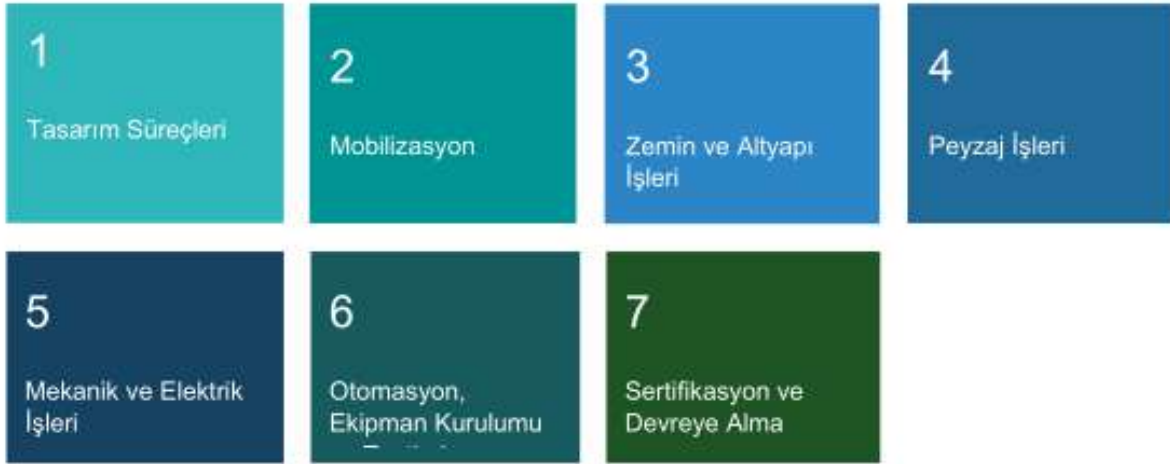 1
Tasarım Süreçleri
2
Mobilizasyon
3
Zemin ve Altyapı
İşleri
4
Peyzaj İşleri
5
Mekanik ve Elektrik
İşleri
6
Otomasyon,
Ekipman Kurulumu
7
Sertifikasyon ve
Devreye Alma